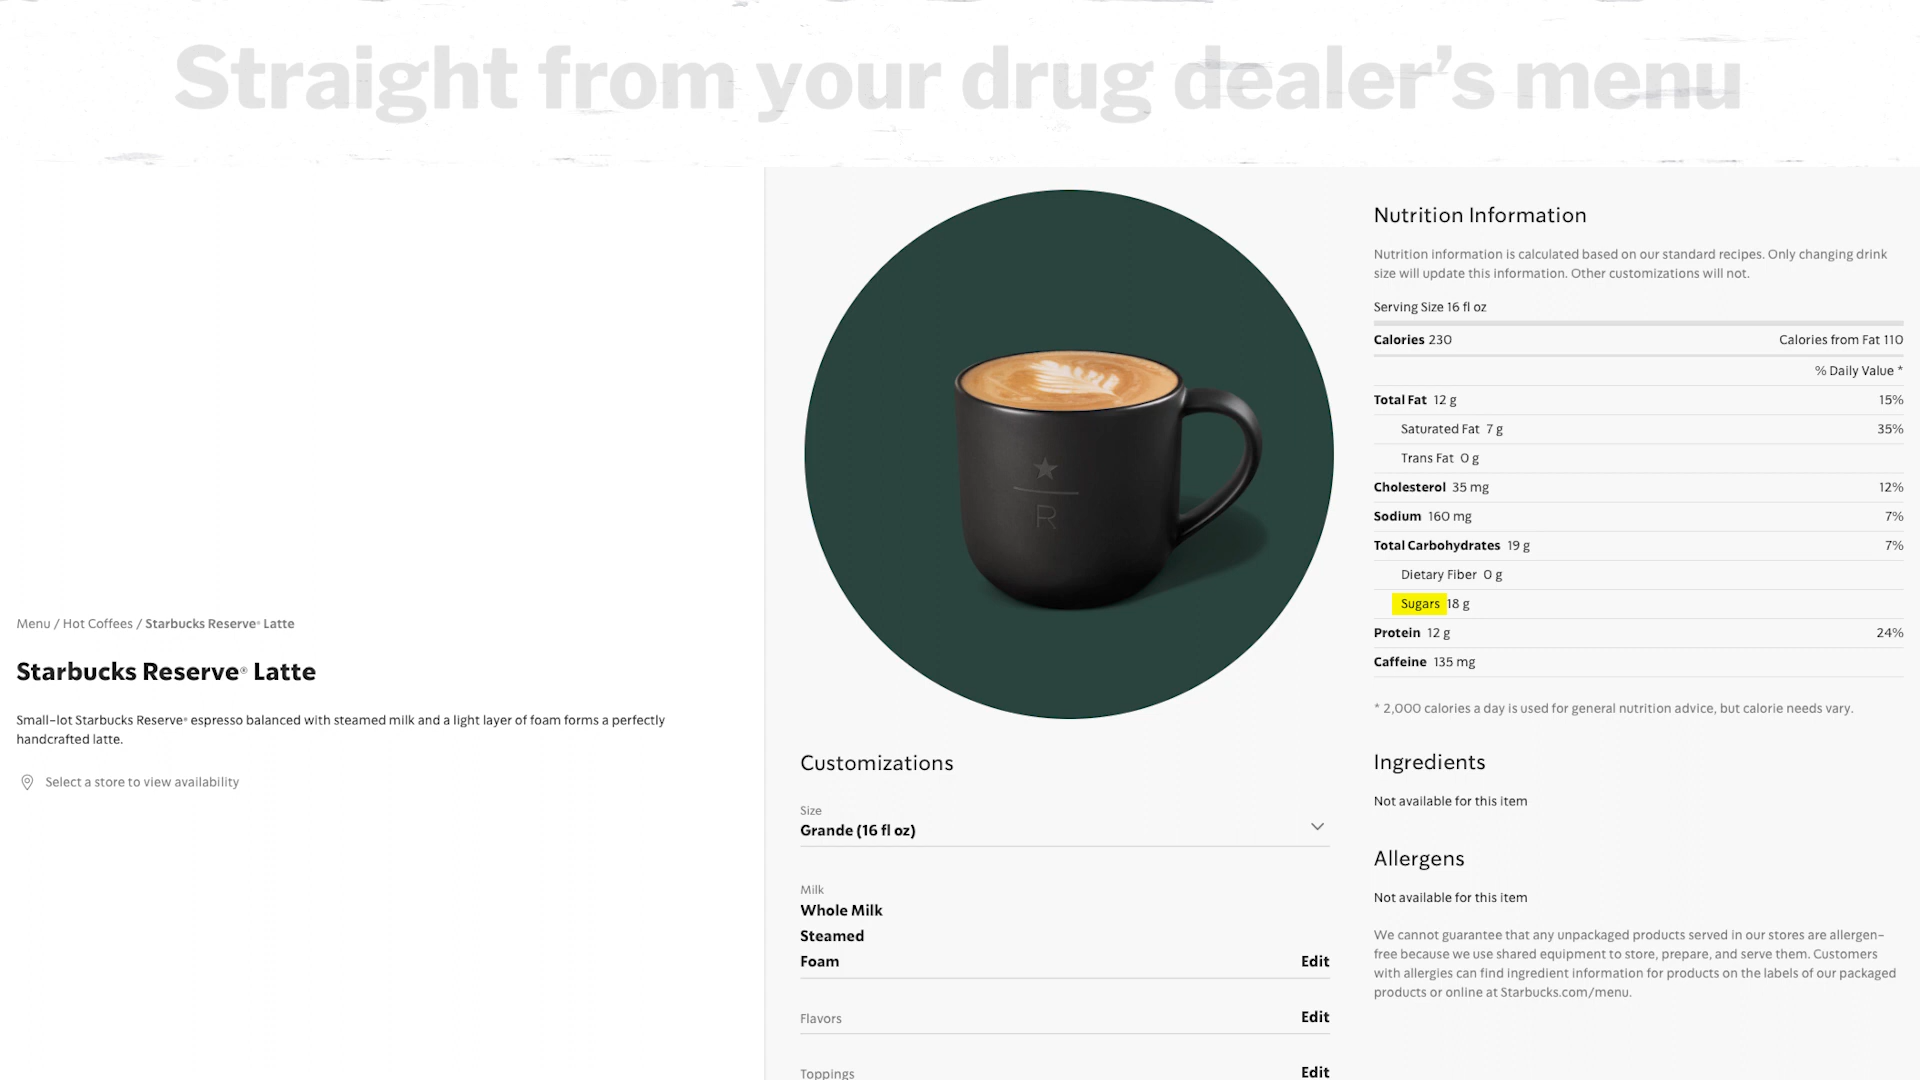 Straight from your drug dealer's menu
Menu / Hot Coffees / Starbucks Reserve® Latte
Starbucks Reserve® Latte
Small-lot Starbucks Reserve® espresso balanced with steamed milk and a light layer of foam forms a perfectly
handcrafted latte.
Select a store to view availability
R
Customizations
Size
Grande (16 fl oz)
Milk
Whole Milk
Steamed
Foam Edit
Flavors Edit
Toppings Edit
Nutrition Information
Nutrition information is calculated based on our standard recipes. Only changing drink
size will update this information. Other customizations will not.
Serving Size 16 fl oz
Calories 230 Calories from Fat 110
% Daily Value *
Total Fat 12 g 15%
Saturated Fat 7 g 35%
Trans Fat 0 g
Cholesterol 35 mg 12%
Sodium 160 mg 7%
Total Carbohydrates 19 g 7%
Dietary Fiber 0 g
Sugars 18 g
Protein 12 g 24%
Caffeine 135 mg
* 2,000 calories a day is used for general nutrition advice, but calorie needs vary.
Ingredients
Not available for this item
Allergens
Not available for this item
We cannot guarantee that any unpackaged products served in our stores are allergen-
free because we use shared equipment to store, prepare, and serve them. Customers
with allergies can find ingredient information for products on the labels of our packaged
products or online at Starbucks.com/menu.